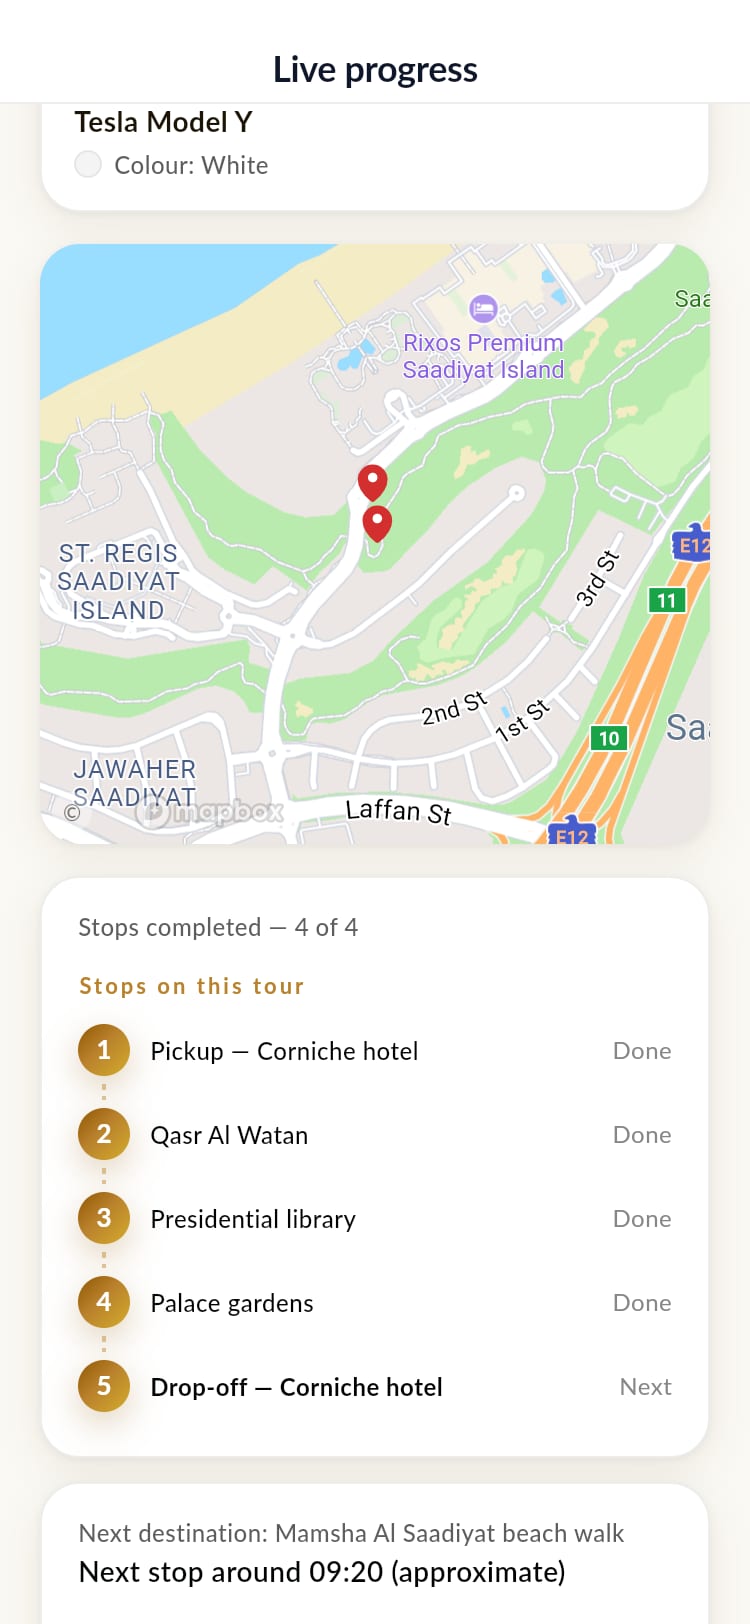 Live progress
Tesla Model Y
Colour: White
Rixos Premium
Saadiyat Island
ST. REGIS
SAADIYAT
ISLAND
3rd St
E12
11
2nd St
1st St
10
JAWAHER
SAADIYAT
© mapbox
Laffan St
E12
Stops completed — 4 of 4
Stops on this tour
1 Pickup — Corniche hotel Done
2 Qasr Al Watan Done
3 Presidential library Done
4 Palace gardens Done
5 Drop-off — Corniche hotel Next
Next destination: Mamsha Al Saadiyat beach walk
Next stop around 09:20 (approximate)